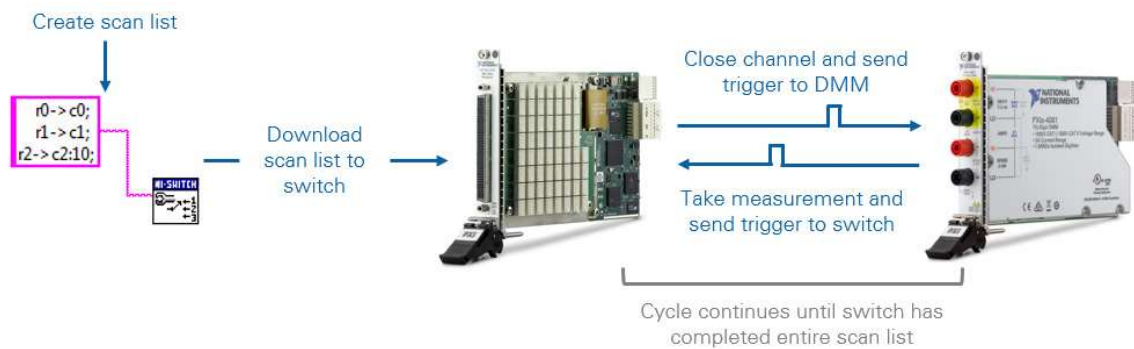 Create scan list
r0-> c0;
r1-> c1;
r2-> c2:10;
NI-SWITCH
Download
scan list to
switch
Close channel and send
trigger to DMM
Take measurement and
send trigger to switch
NATIONAL
INSTRUMENTS
PXIe-4081
Cycle continues until switch has
completed entire scan list